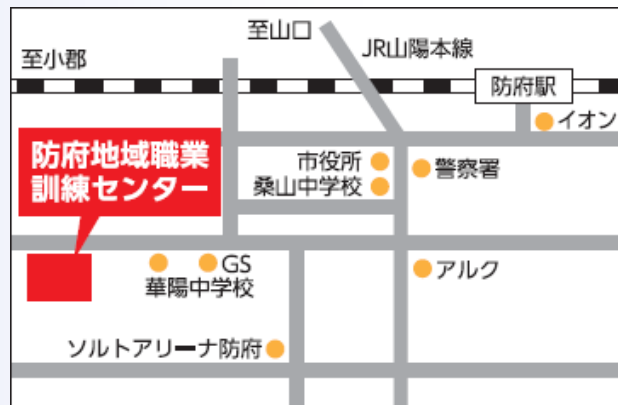 至山口
JR山陽本線
至小郡
防府駅
イオン
防府地域職業
訓練センター
市役所
警察署
桑山中学校
GS
華陽中学校
アルク
ソルトアリーナ防府